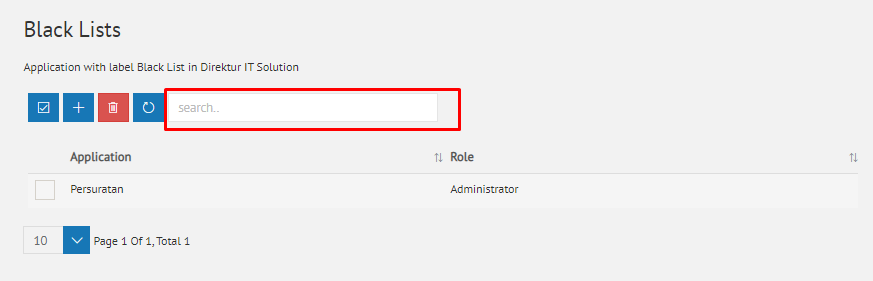 Black Lists
Application with label Black List in Direktur IT Solution
search..
Application Role
Persuratan Administrator
10 Page 1 Of 1, Total 1